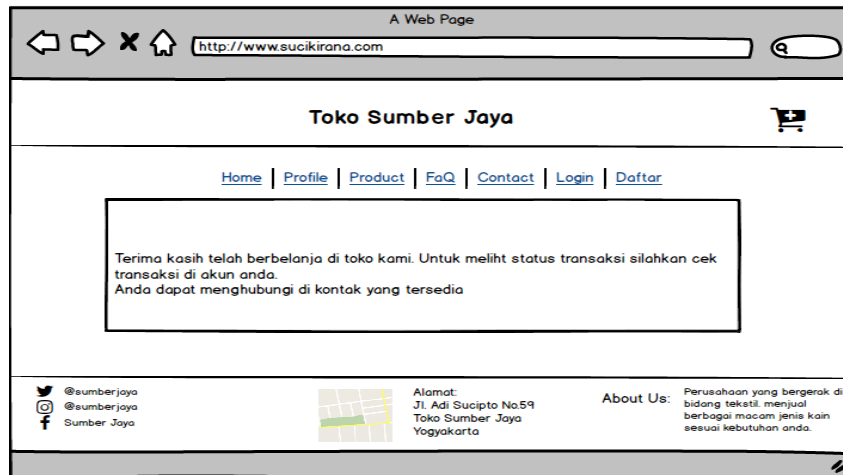 A Web Page
http://www.sucikirana.com
Toko Sumber Jaya
Home | Profile | Product | FaQ | Contact | Login | Daftar
Terima kasih telah berbelanja di toko kami. Untuk meliht status transaksi silahkan cek
transaksi di akun anda.
Anda dapat menghubungi di kontak yang tersedia
@sumberjaya
@sumberjaya
Sumber Jaya
Alamat:
Jl. Adi Sucipto No.59
Toko Sumber Jaya
Yogyakarta
About Us:
Perusahaan yang bergerak di
bidang tekstil. menjual
berbagai macam jenis kain
sesuai kebutuhan anda.